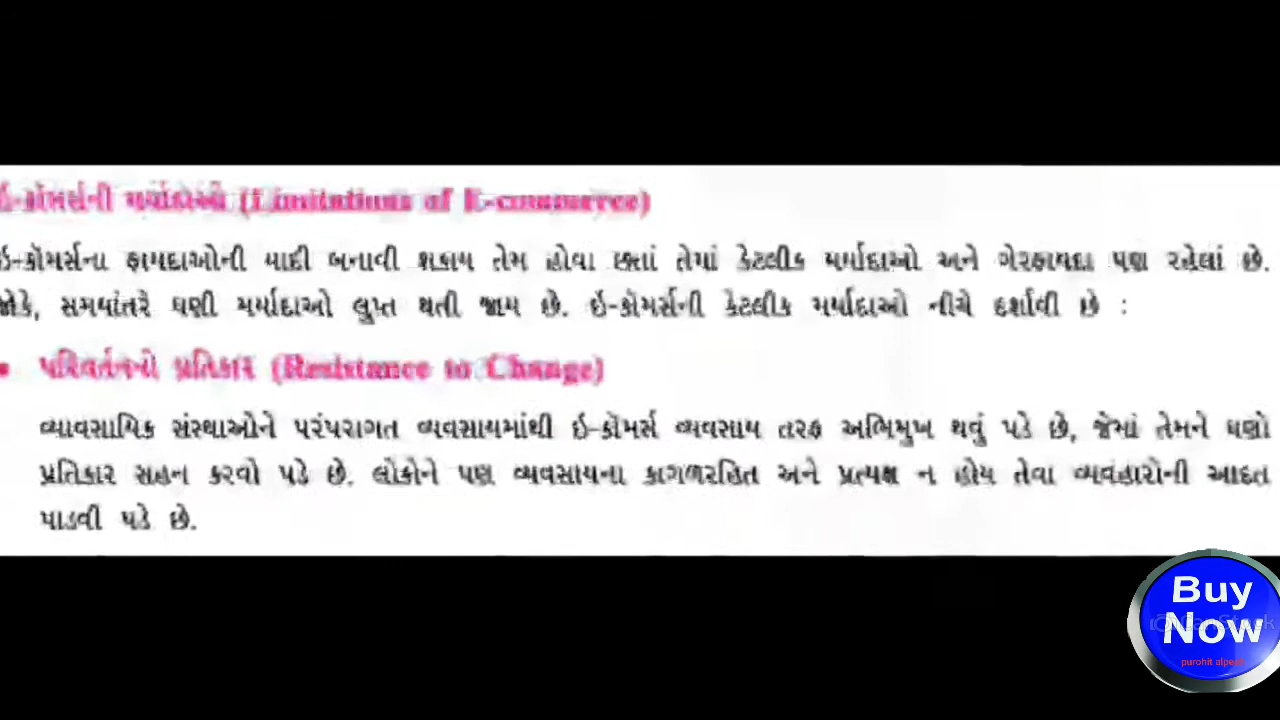 ઇ-કૉમર્સની મર્યાદાઓ (Limitations of E-commerce)
ઇ-કૉમર્સના ફાયદાઓની યાદી બનાવી શકાય તેમ હોવા છતાં તેમાં કેટલીક મર્યાદાઓ અને ગેરફાયદા પણ રહેલાં છે.
જોકે, સમયાંતરે ઘણી મર્યાદાઓ લુપ્ત થતી જાય છે. ઇ-કૉમર્સની કેટલીક મર્યાદાઓ નીચે દર્શાવી છે :
• પરિવર્તનનો પ્રતિકાર (Resistance to Change)
વ્યાવસાયિક સંસ્થાઓને પરંપરાગત વ્યવસાયમાંથી ઇ-કૉમર્સ વ્યવસાય તરફ અભિમુખ થવું પડે છે, જેમાં તેમને ઘણો
પ્રતિકાર સહન કરવો પડે છે. લોકોને પણ વ્યવસાયના કાગળરહિત અને પ્રત્યક્ષ ન હોય તેવા વ્યવહારોની આદત
પાડવી પડે છે.
Buy
Now
purohit